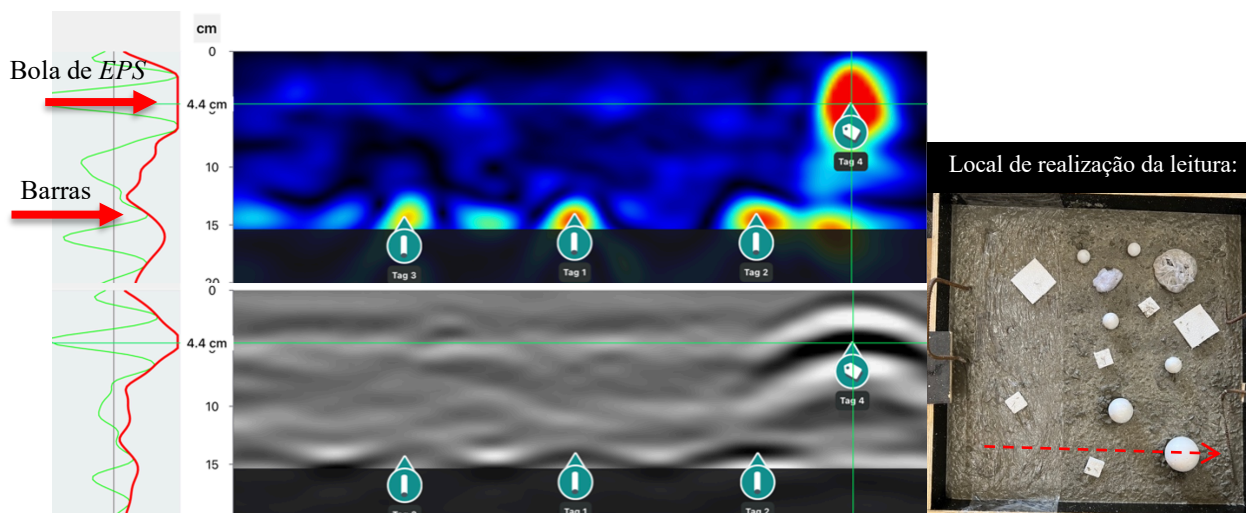 cm
0
Bola de EPS
4.4 cm
5
Tag 4
10
Barras
15
Tag 3
Tag 1
Tag 2
20
Local de realização da leitura:
0
4.4 cm
5
Tag 4
10
15
Tag 1
Tag 2